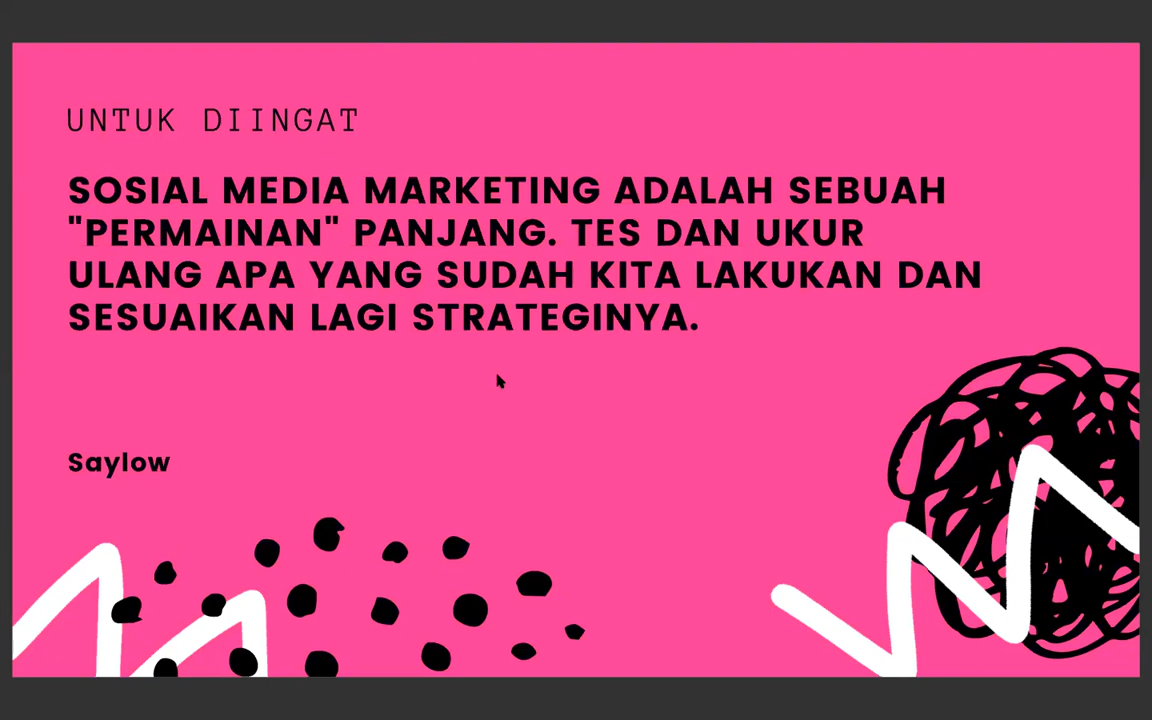 UNTUK DIINGAT
SOSIAL MEDIA MARKETING ADALAH SEBUAH
"PERMAINAN" PANJANG. TES DAN UKUR
ULANG APA YANG SUDAH KITA LAKUKAN DAN
SESUAIKAN LAGI STRATEGINYA.
Saylow